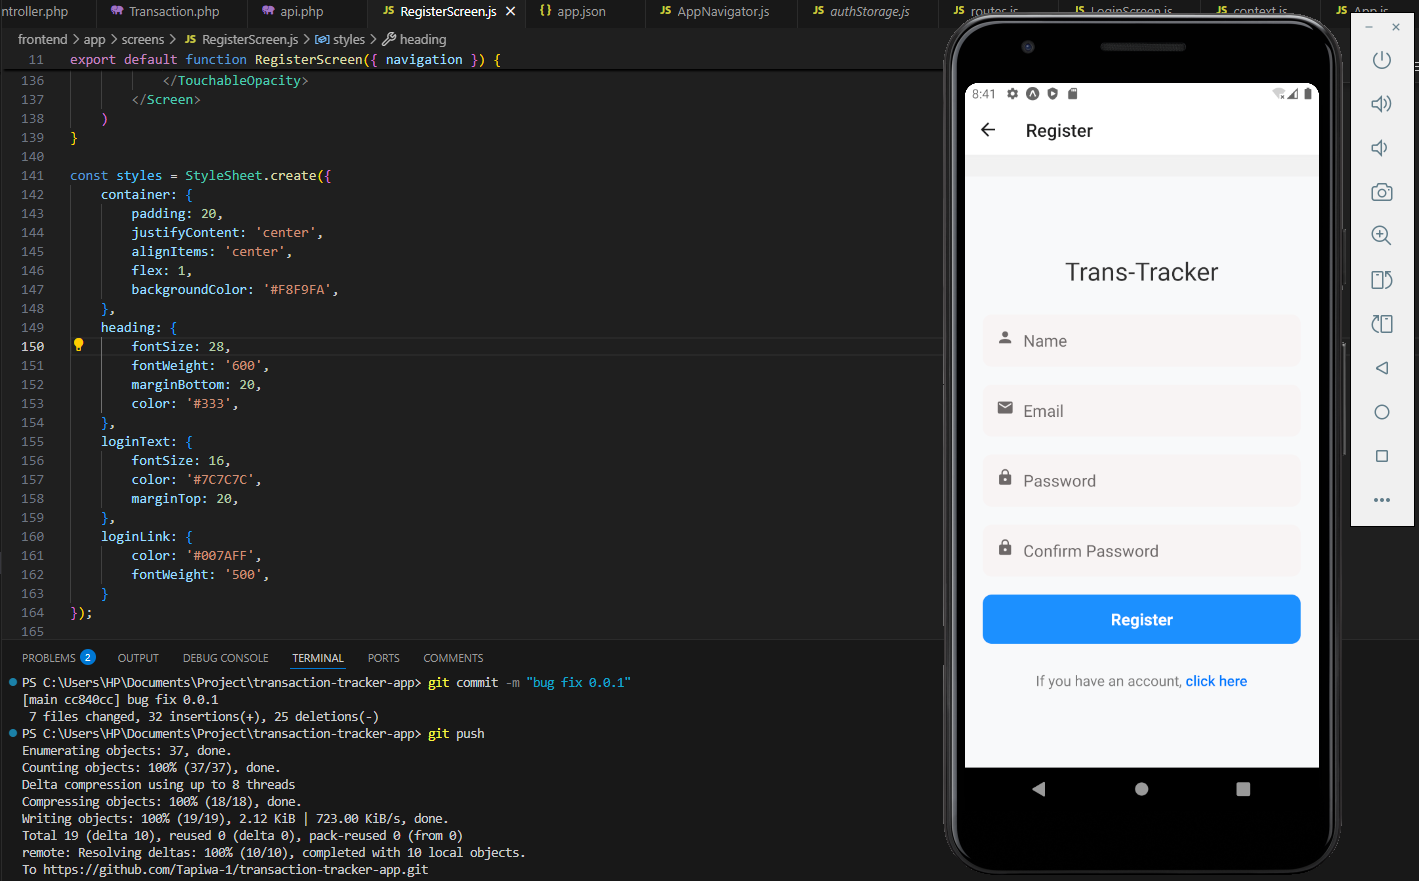 ntroller.php Transaction.php api.php JS RegisterScreen.js {} app.json JS AppNavigator.js JS authStorage.js JS routes.js JS LoginScreen.js JS context.js JS App.js
frontend > app > screens > JS RegisterScreen.js > styles > heading
11 export default function RegisterScreen({ navigation }) {
136 </TouchableOpacity>
137 </Screen>
138 )
139 }
140
141 const styles = StyleSheet.create({
142 container: {
143 padding: 20,
144 justifyContent: 'center',
145 alignItems: 'center',
146 flex: 1,
147 backgroundColor: '#F8F9FA',
148 },
149 heading: {
150 fontSize: 28,
151 fontWeight: '600',
152 marginBottom: 20,
153 color: '#333',
154 },
155 loginText: {
156 fontSize: 16,
157 color: '#7C7C7C',
158 marginTop: 20,
159 },
160 loginLink: {
161 color: '#007AFF',
162 fontWeight: '500',
163 }
164 });
165
PROBLEMS 2 OUTPUT DEBUG CONSOLE TERMINAL PORTS COMMENTS
PS C:\Users\HP\Documents\Project\transaction-tracker-app> git commit -m "bug fix 0.0.1"
[main cc840cc] bug fix 0.0.1
7 files changed, 32 insertions(+), 25 deletions(-)
PS C:\Users\HP\Documents\Project\transaction-tracker-app> git push
Enumerating objects: 37, done.
Counting objects: 100% (37/37), done.
Delta compression using up to 8 threads
Compressing objects: 100% (18/18), done.
Writing objects: 100% (19/19), 2.12 KiB | 723.00 KiB/s, done.
Total 19 (delta 10), reused 0 (delta 0), pack-reused 0 (from 0)
remote: Resolving deltas: 100% (10/10), completed with 10 local objects.
To https://github.com/Tapiwa-1/transaction-tracker-app.git
8:41
Register
Trans-Tracker
Name
Email
Password
Confirm Password
Register
If you have an account, click here